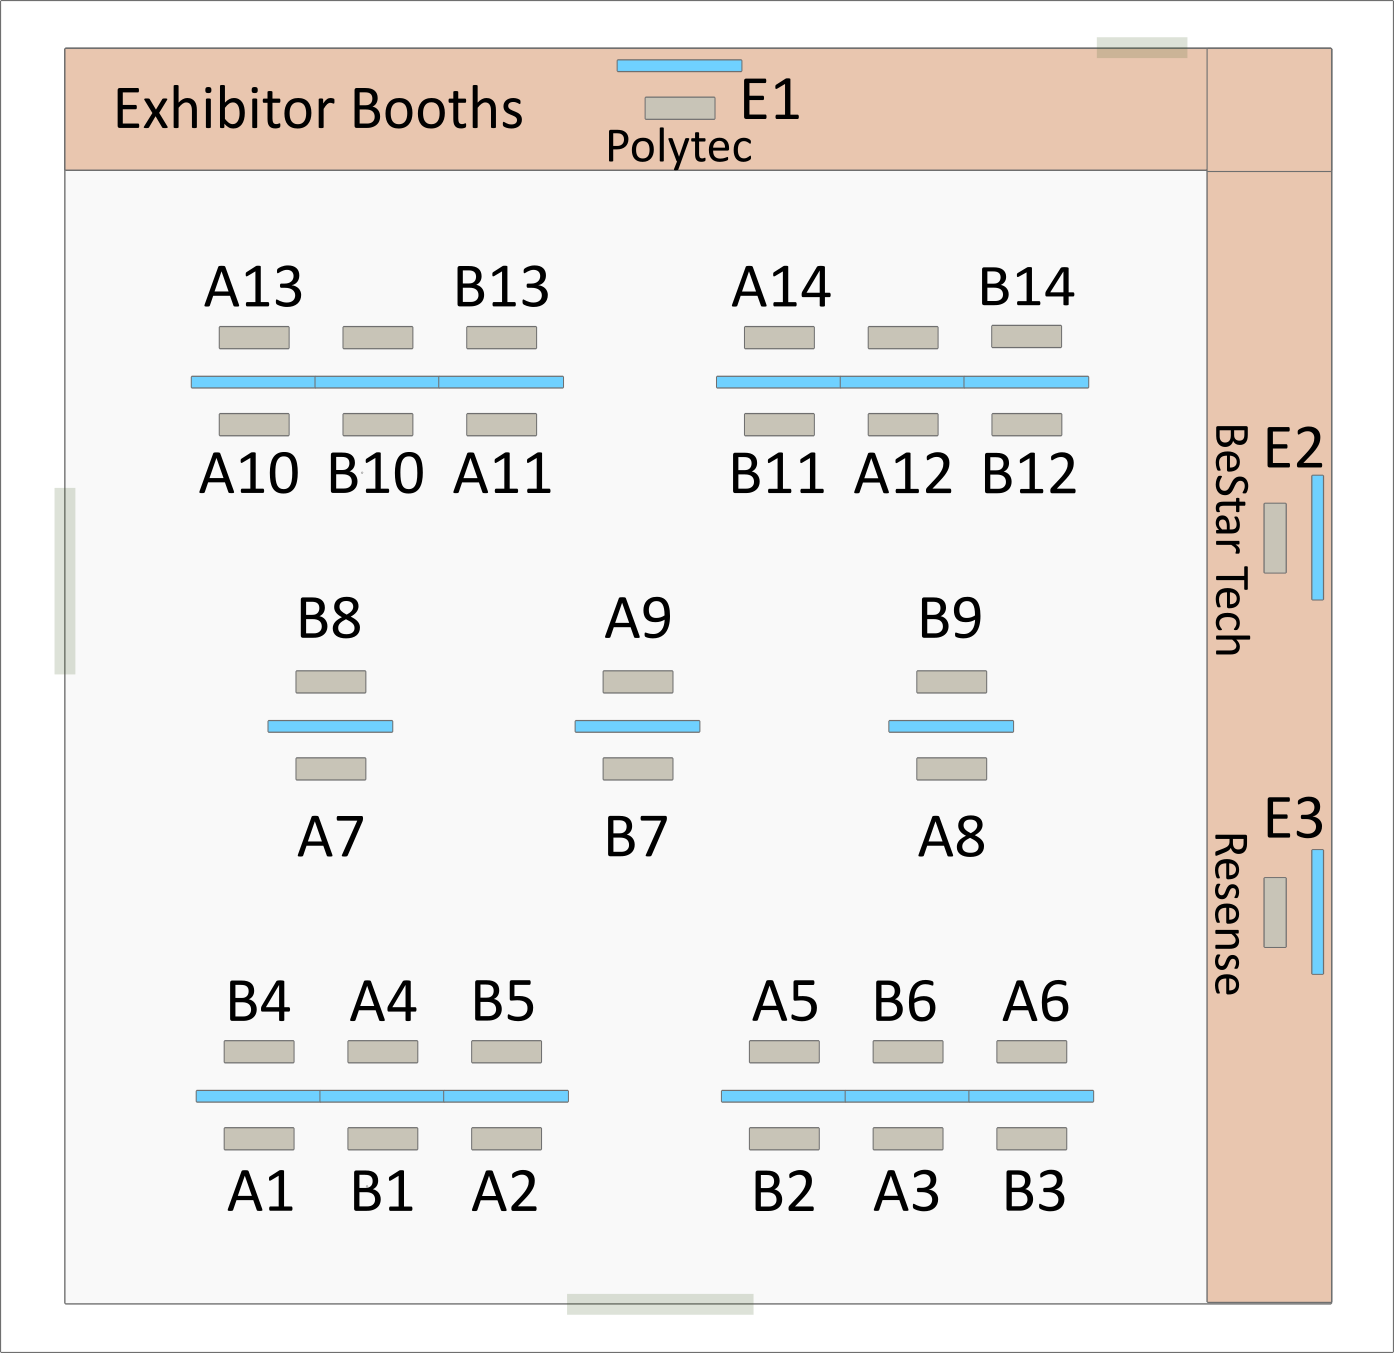 Exhibitor Booths
E1
Polytec
A13 B13 A14 B14
A10 B10 A11 B11 A12 B12
E2
BeStar Tech
B8 A9 B9
A7 B7 A8
E3
Resense
B4 A4 B5 A5 B6 A6
A1 B1 A2 B2 A3 B3